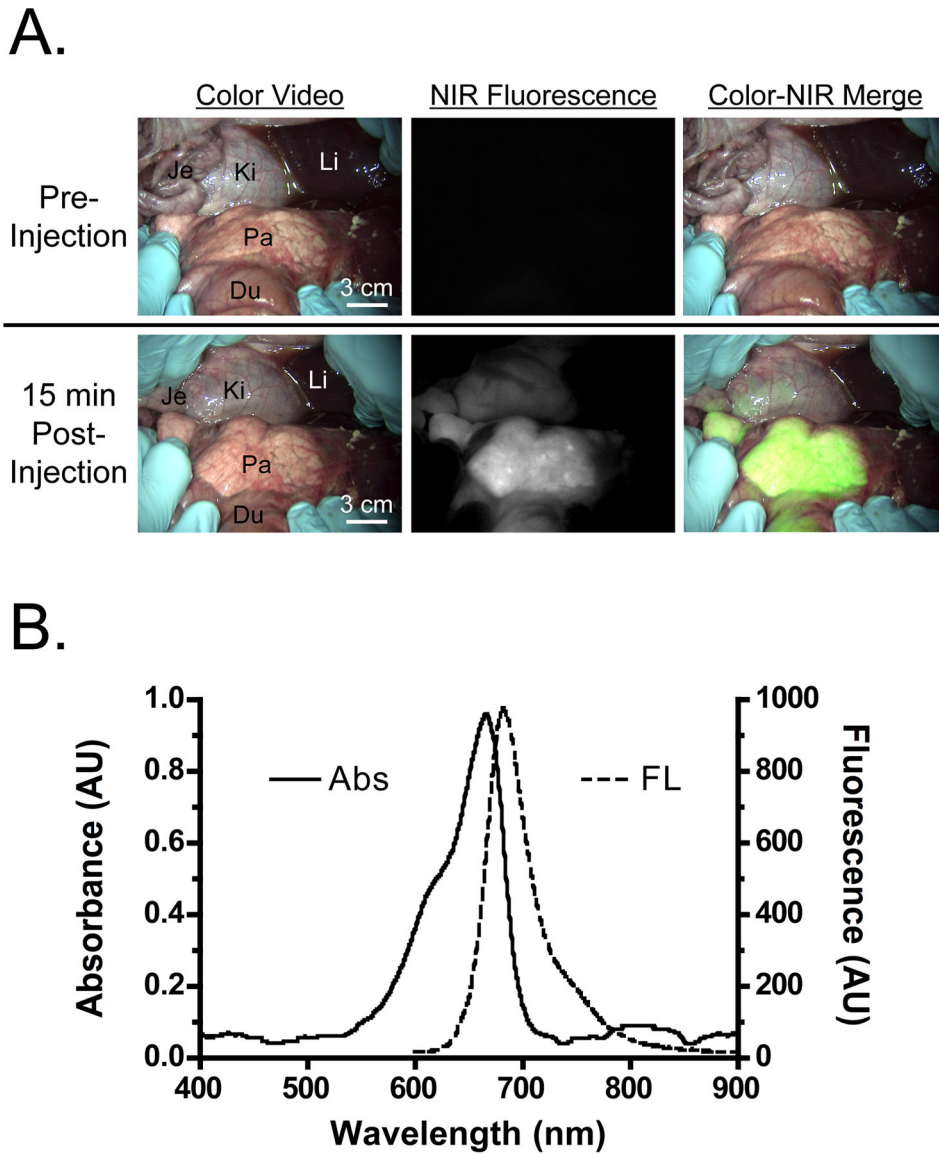 A.
Color Video NIR Fluorescence Color-NIR Merge
Pre-
Injection
Je Ki Li
Pa
Du
3 cm
15 min
Post-
Injection
Je Ki Li
Pa
Du
3 cm
B.
Absorbance (AU)
1.0
0.8
0.6
0.4
0.2
0.0
Abs FL
1000
800
600
400
200
0
Fluorescence (AU)
400 500 600 700 800 900
Wavelength (nm)